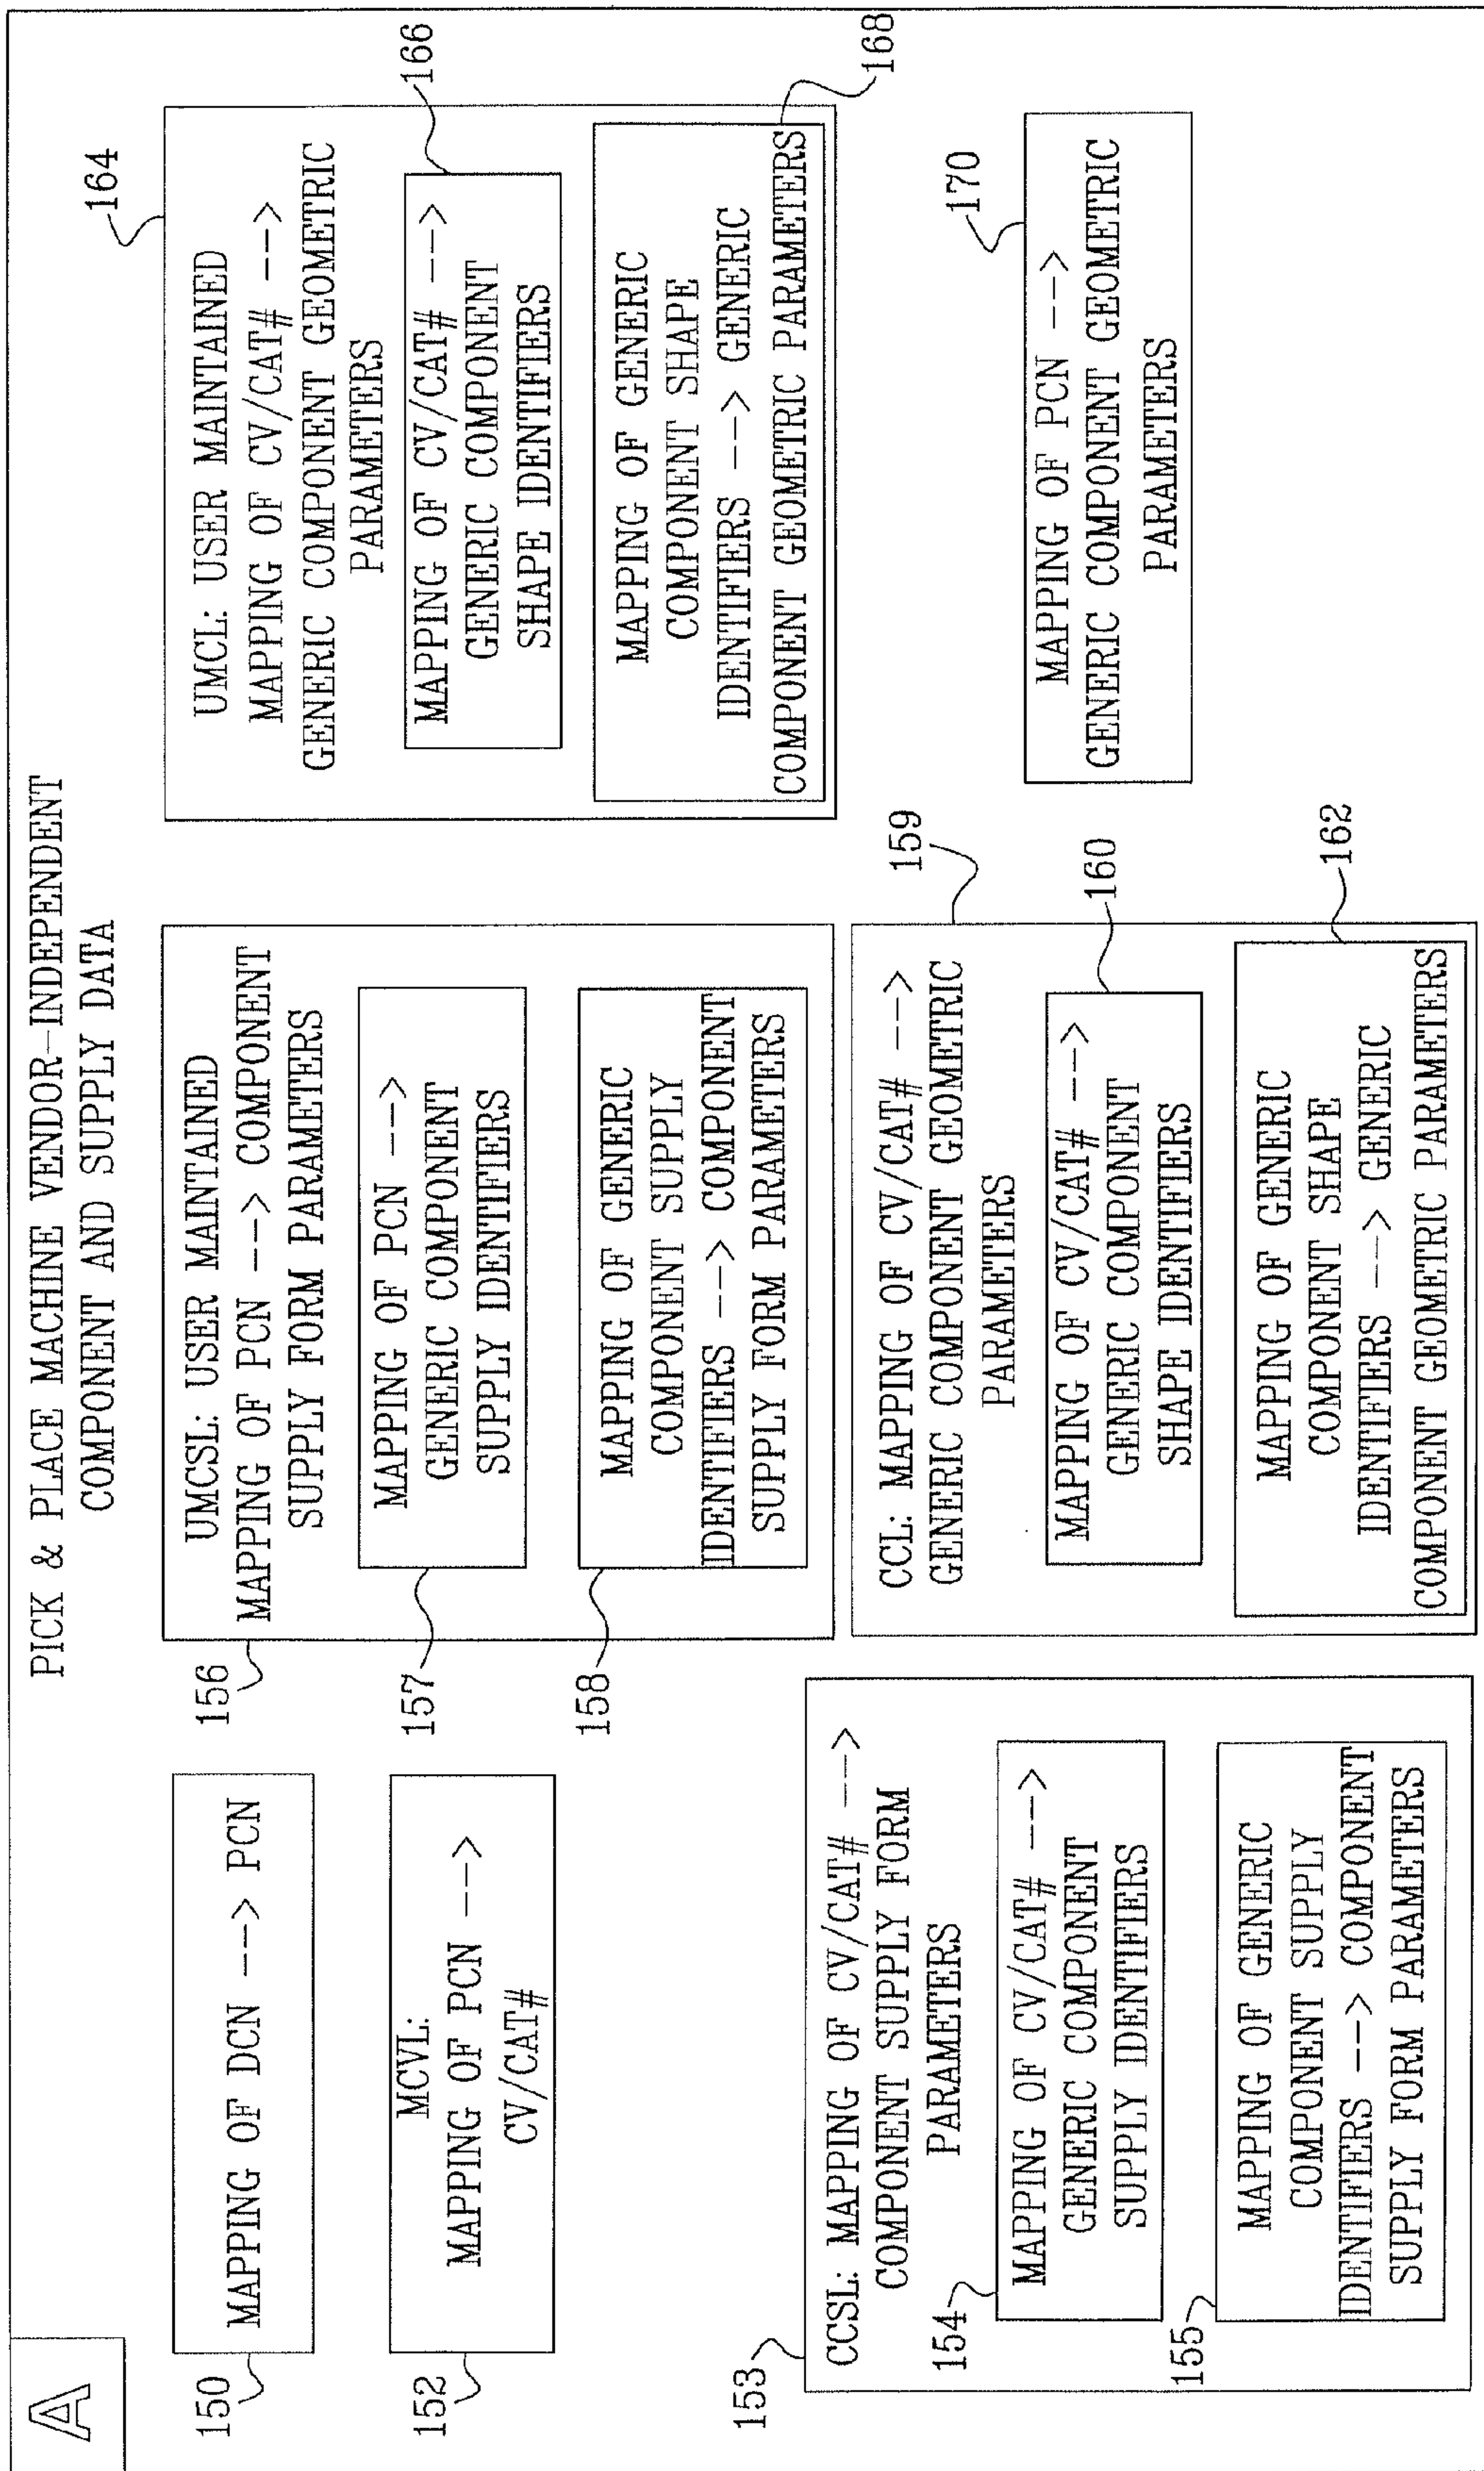 A
PICK & PLACE MACHINE VENDOR-INDEPENDENT
COMPONENT AND SUPPLY DATA
150
MAPPING OF DCN --> PCN
152
MCVL:
MAPPING OF PCN -->
CV/CAT#
153
CCSL: MAPPING OF CV/CAT# -->
COMPONENT SUPPLY FORM
PARAMETERS
154
MAPPING OF CV/CAT# -->
GENERIC COMPONENT
SUPPLY IDENTIFIERS
155
MAPPING OF GENERIC
COMPONENT SUPPLY
IDENTIFIERS --> COMPONENT
SUPPLY FORM PARAMETERS
156
UMCSL: USER MAINTAINED
MAPPING OF PCN --> COMPONENT
SUPPLY FORM PARAMETERS
157
MAPPING OF PCN -->
GENERIC COMPONENT
SUPPLY IDENTIFIERS
158
MAPPING OF GENERIC
COMPONENT SUPPLY
IDENTIFIERS --> COMPONENT
SUPPLY FORM PARAMETERS
159
CCL: MAPPING OF CV/CAT# -->
GENERIC COMPONENT GEOMETRIC
PARAMETERS
160
MAPPING OF CV/CAT# -->
GENERIC COMPONENT
SHAPE IDENTIFIERS
162
MAPPING OF GENERIC
COMPONENT SHAPE
IDENTIFIERS --> GENERIC
COMPONENT GEOMETRIC PARAMETERS
164
UMCL: USER MAINTAINED
MAPPING OF CV/CAT# -->
GENERIC COMPONENT GEOMETRIC
PARAMETERS
166
MAPPING OF CV/CAT# -->
GENERIC COMPONENT
SHAPE IDENTIFIERS
168
MAPPING OF GENERIC
COMPONENT SHAPE
IDENTIFIERS --> GENERIC
COMPONENT GEOMETRIC PARAMETERS
170
MAPPING OF PCN -->
GENERIC COMPONENT GEOMETRIC
PARAMETERS